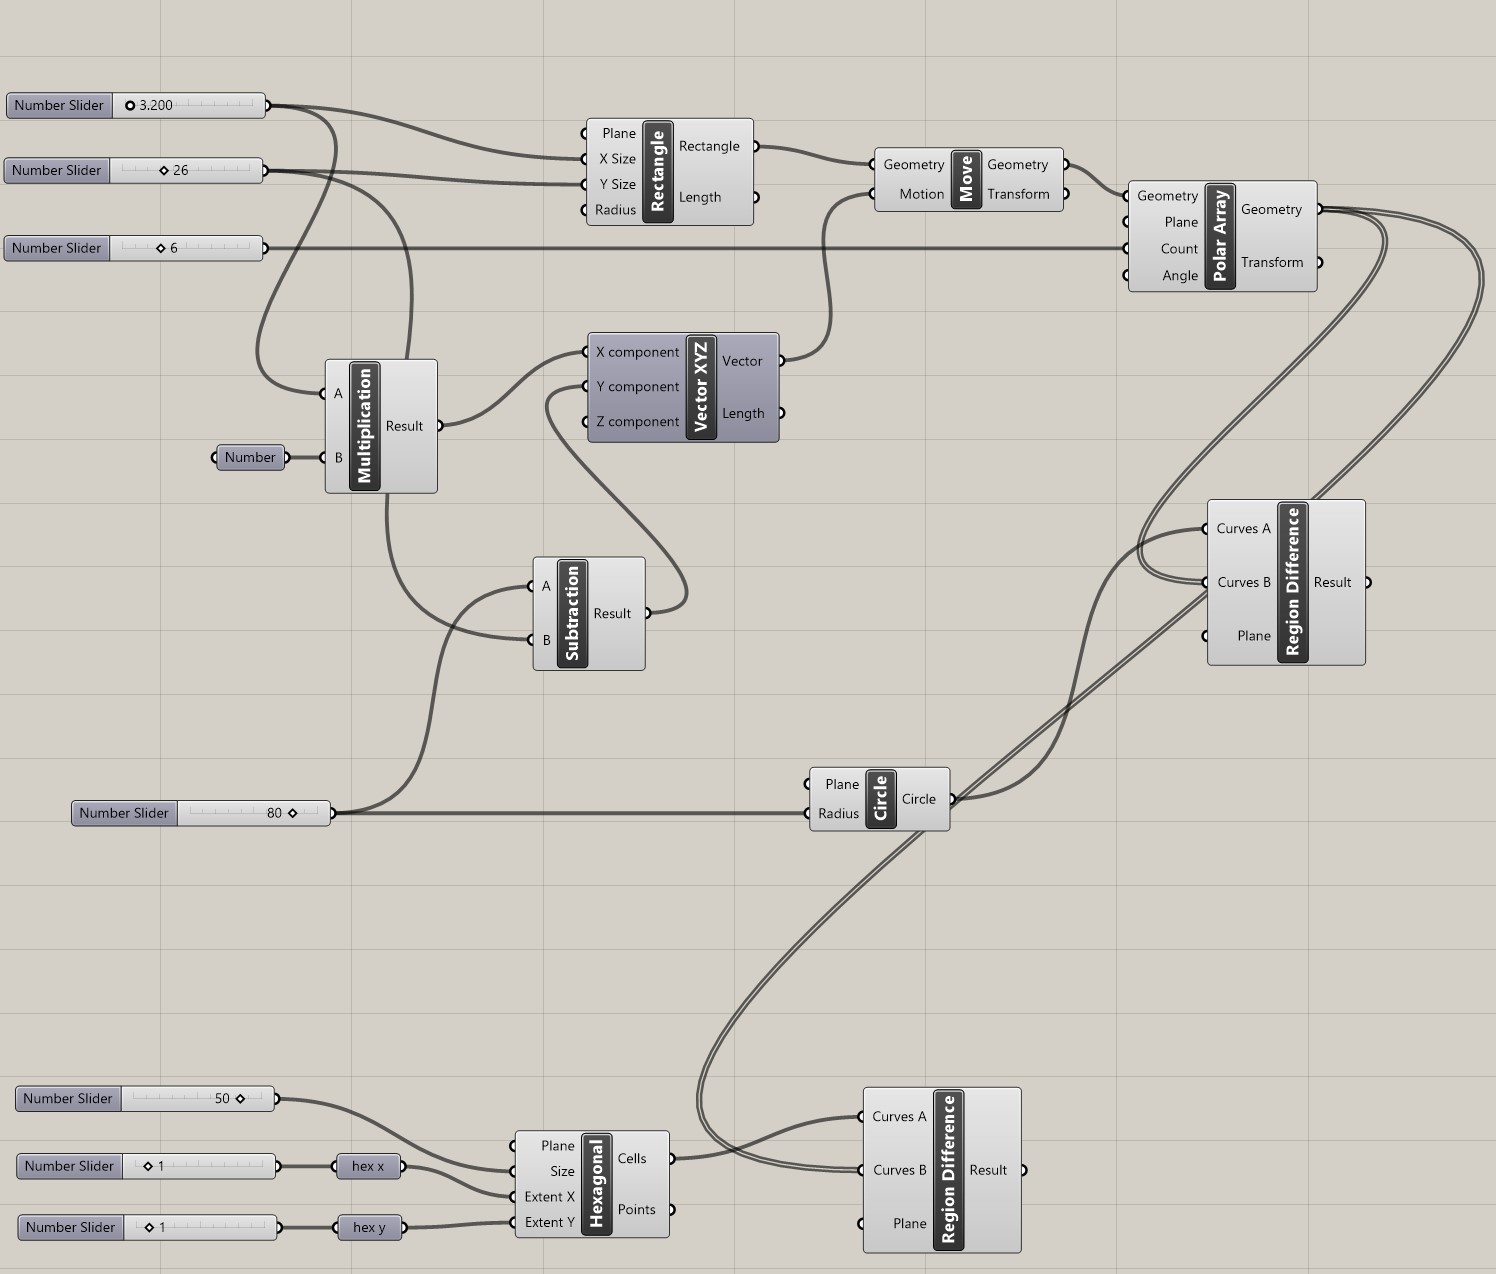 Number Slider 3.200
Number Slider 26
Number Slider 6
Plane
X Size
Y Size
Radius
Rectangle
Rectangle
Length
Geometry
Motion
Move
Geometry
Transform
Geometry
Plane
Count
Angle
Polar Array
Geometry
Transform
A
B
Multiplication
Result
Number
X component
Y component
Z component
Vector XYZ
Vector
Length
A
B
Subtraction
Result
Curves A
Curves B
Plane
Region Difference
Result
Number Slider 80
Plane
Radius
Circle
Circle
Number Slider 50
Number Slider 1
hex x
Number Slider 1
hex y
Plane
Size
Extent X
Extent Y
Hexagonal
Cells
Points
Curves A
Curves B
Plane
Region Difference
Result